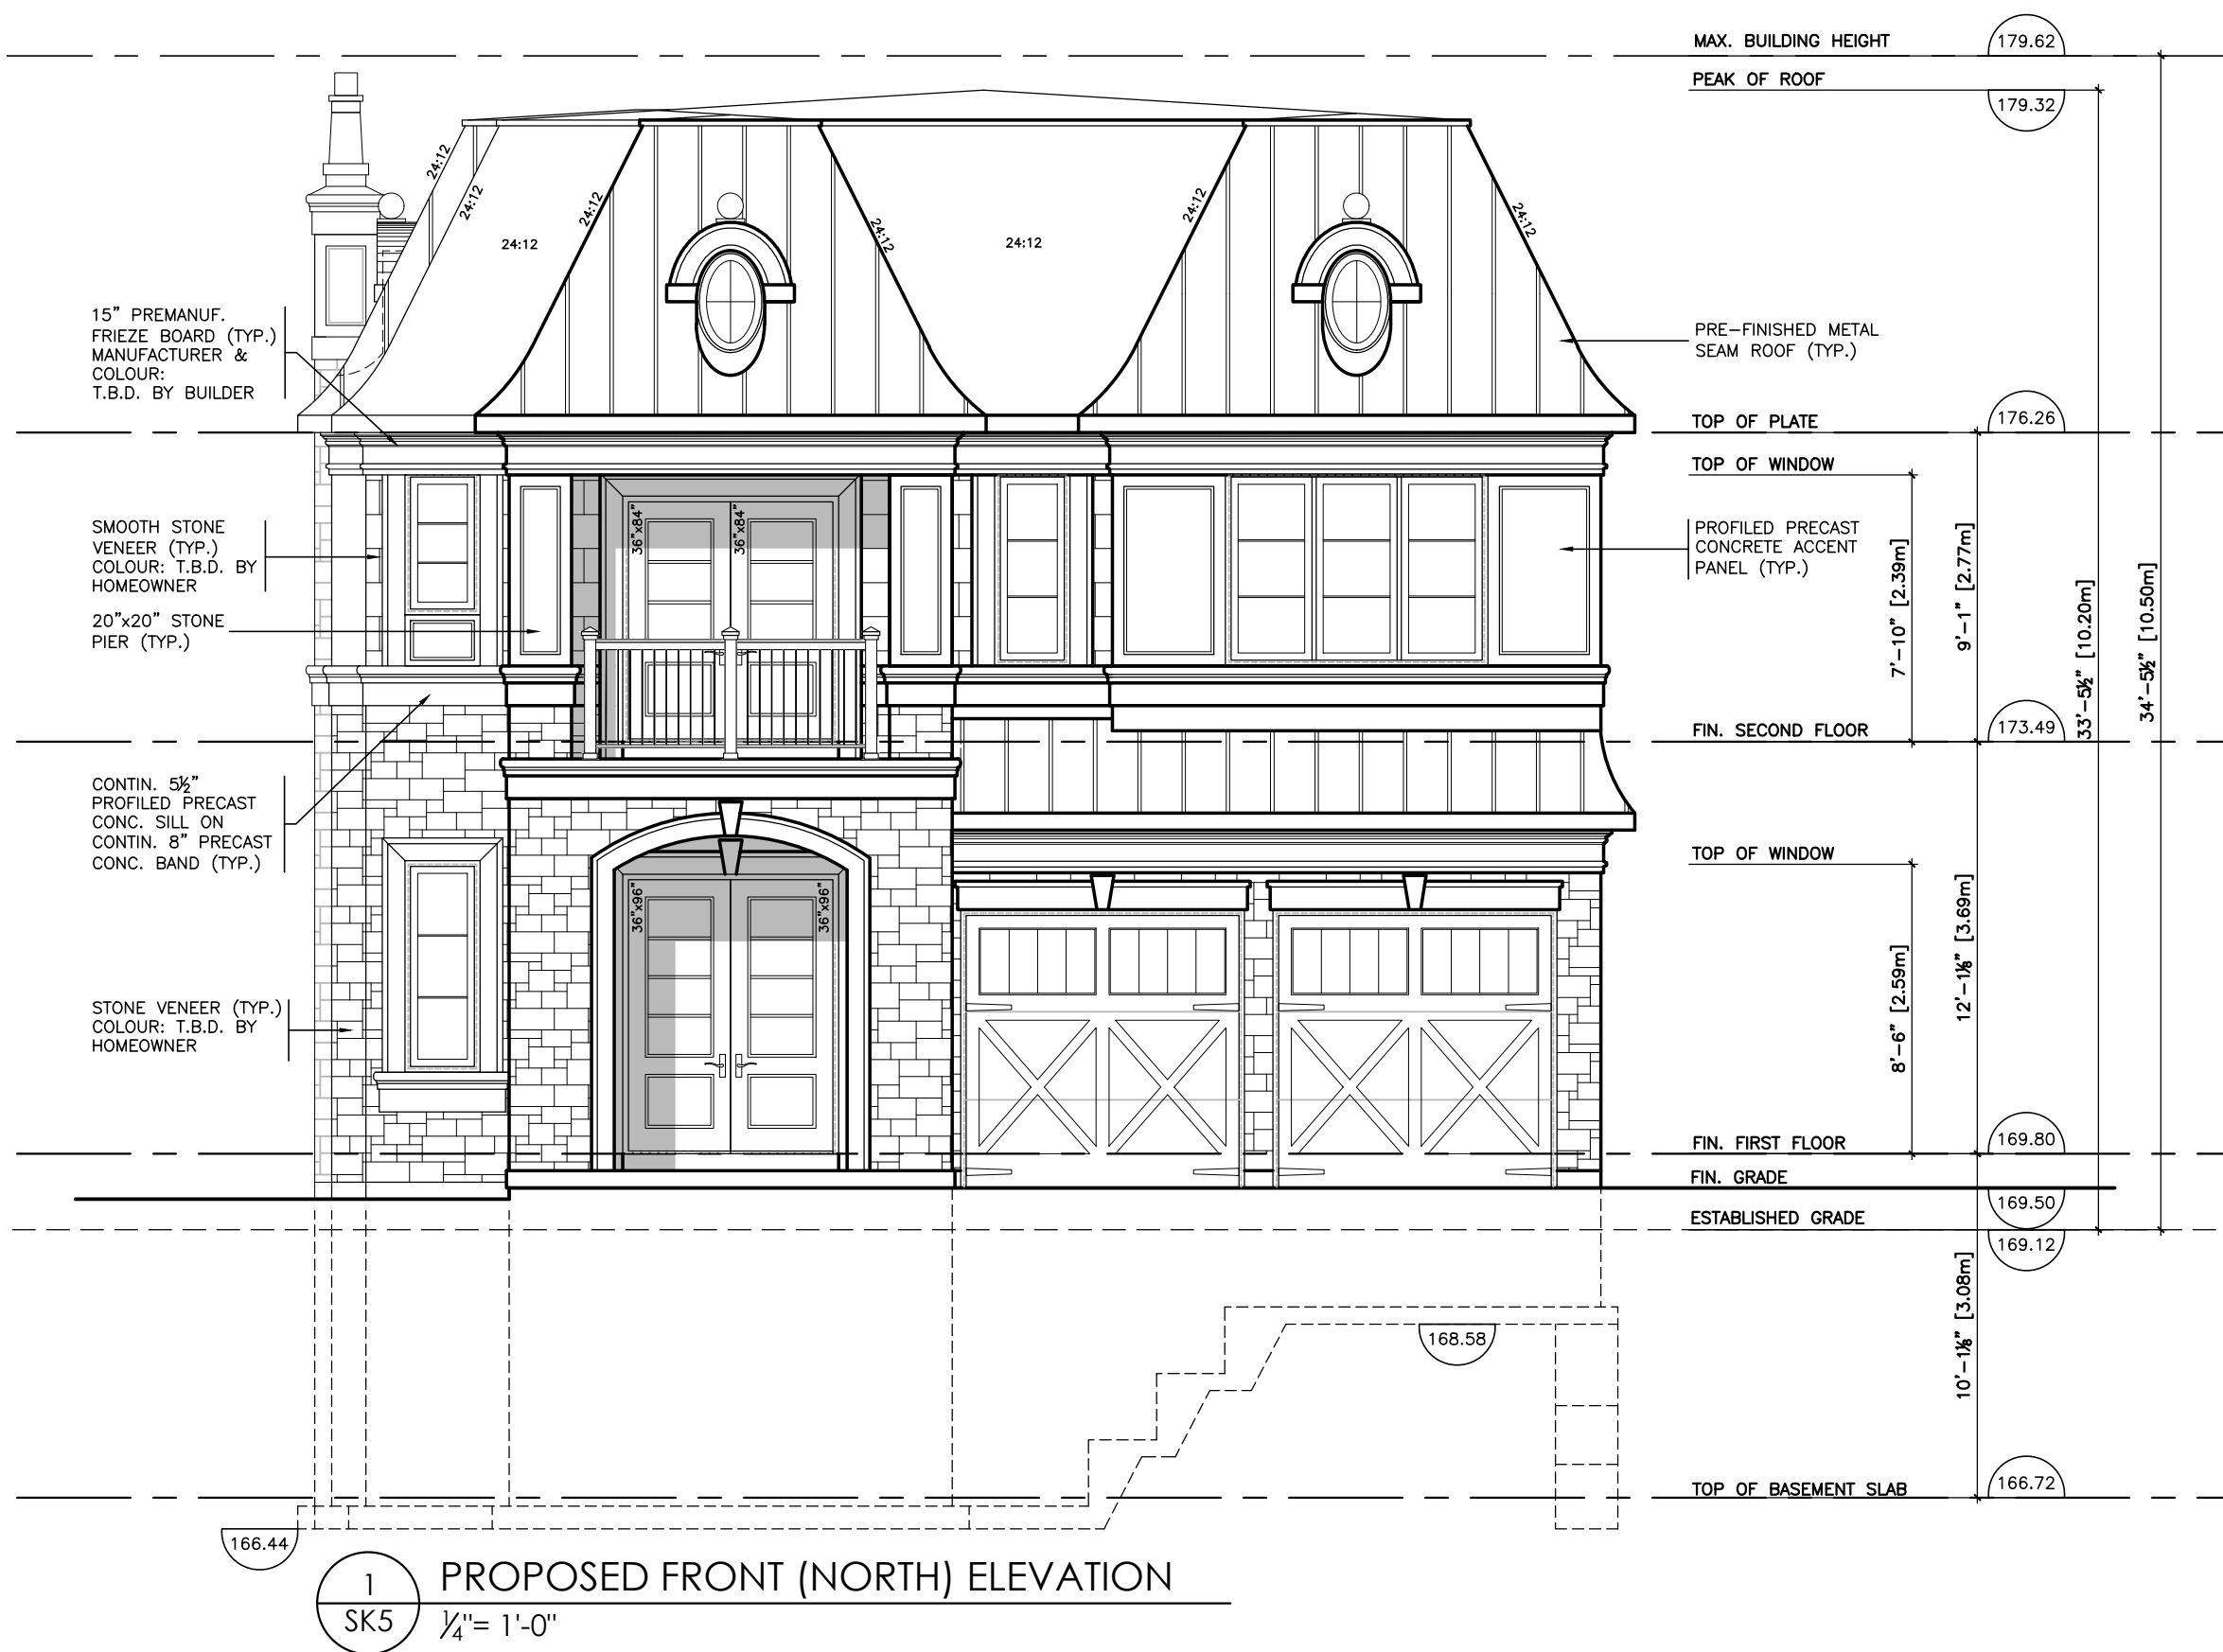 MAX. BUILDING HEIGHT
179.62
PEAK OF ROOF
179.32
24:12
24:12
24:12
24:12
24:12
24:12
24:12
24:12
15" PREMANUF.
FRIEZE BOARD (TYP.)
MANUFACTURER &
COLOUR:
T.B.D. BY BUILDER
PRE-FINISHED METAL
SEAM ROOF (TYP.)
TOP OF PLATE
176.26
TOP OF WINDOW
SMOOTH STONE
VENEER (TYP.)
COLOUR: T.B.D. BY
HOMEOWNER
36"x84"
36"x84"
PROFILED PRECAST
CONCRETE ACCENT
PANEL (TYP.)
7'-10" [2.39m]
9'-1" [2.77m]
33'-5½" [10.20m]
34'-5½" [10.50m]
20"x20" STONE
PIER (TYP.)
FIN. SECOND FLOOR
173.49
CONTIN. 5½"
PROFILED PRECAST
CONC. SILL ON
CONTIN. 8" PRECAST
CONC. BAND (TYP.)
TOP OF WINDOW
36"x96"
36"x96"
8'-6" [2.59m]
12'-1⅛" [3.69m]
STONE VENEER (TYP.)
COLOUR: T.B.D. BY
HOMEOWNER
FIN. FIRST FLOOR
169.80
FIN. GRADE
169.50
ESTABLISHED GRADE
169.12
10'-1⅛" [3.08m]
168.58
TOP OF BASEMENT SLAB
166.72
166.44
1
SK5
PROPOSED FRONT (NORTH) ELEVATION
¼"= 1'-0"